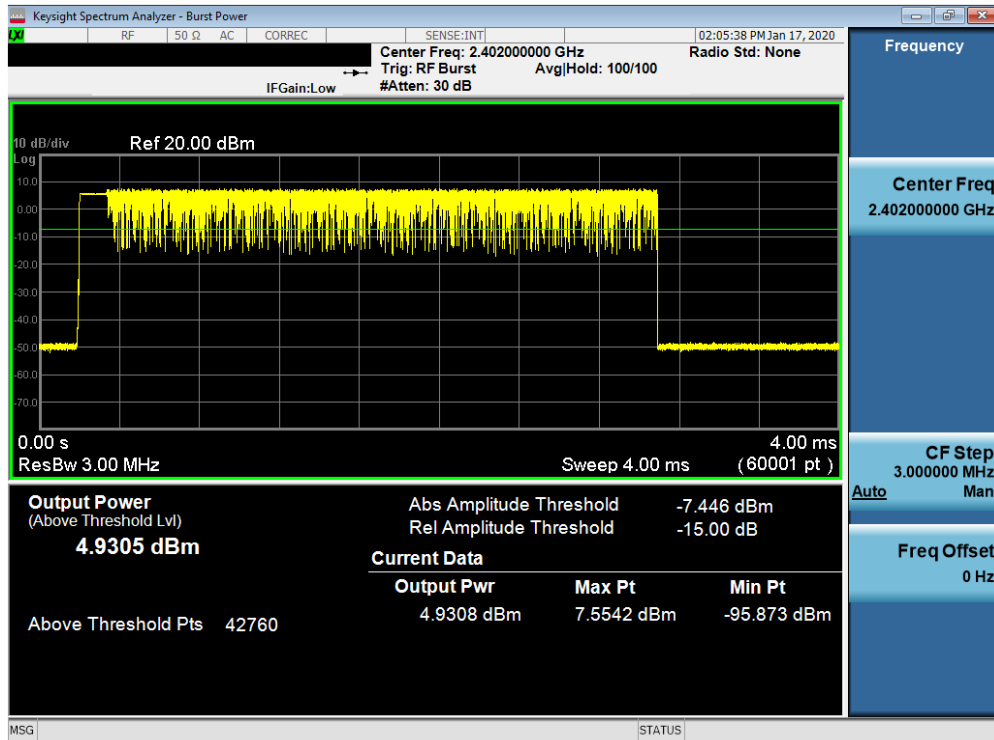 Keysight Spectrum Analyzer - Burst Power
LXI RF 50 Ω AC CORREC SENSE:INT 02:05:38 PM Jan 17, 2020
Center Freq: 2.402000000 GHz Radio Std: None
Trig: RF Burst Avg|Hold: 100/100
IFGain:Low #Atten: 30 dB
Frequency
10 dB/div Ref 20.00 dBm
Log
10.0
0.00
-10.0
-20.0
-30.0
-40.0
-50.0
-60.0
-70.0
0.00 s 4.00 ms
ResBw 3.00 MHz Sweep 4.00 ms (60001 pt)
Center Freq
2.402000000 GHz
CF Step
3.000000 MHz
Auto Man
Freq Offset
0 Hz
Output Power
(Above Threshold Lvl)
4.9305 dBm
Abs Amplitude Threshold -7.446 dBm
Rel Amplitude Threshold -15.00 dB
Current Data
Output Pwr Max Pt Min Pt
4.9308 dBm 7.5542 dBm -95.873 dBm
Above Threshold Pts 42760
MSG STATUS